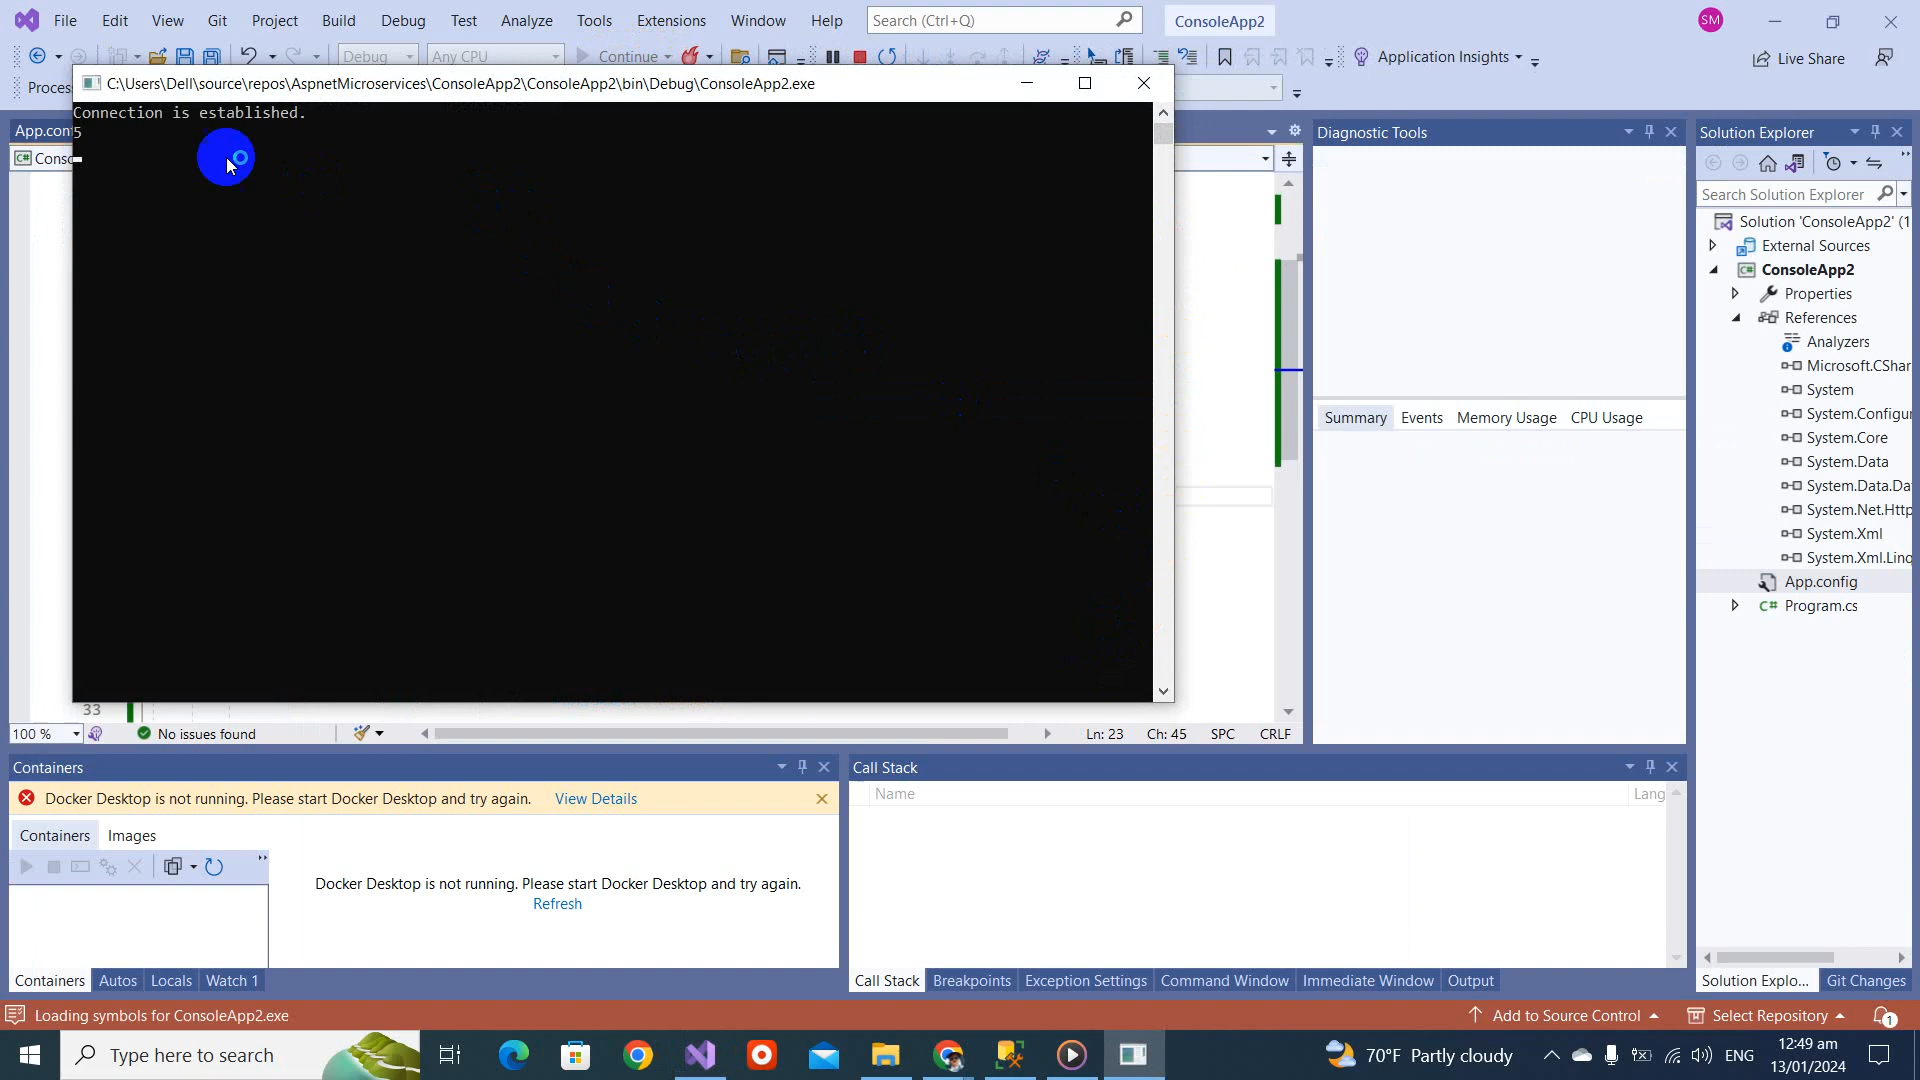 File Edit View Git Project Build Debug Test Analyze Tools Extensions Window Help Search (Ctrl+Q) ConsoleApp2 SM
Debug Any CPU Continue Application Insights Live Share
Proces
C:\Users\Dell\source\repos\AspnetMicroservices\ConsoleApp2\ConsoleApp2\bin\Debug\ConsoleApp2.exe
Connection is established.
5
App.con
Conso
33
100 % No issues found Ln: 23 Ch: 45 SPC CRLF
Diagnostic Tools
Summary Events Memory Usage CPU Usage
Solution Explorer
Search Solution Explorer
Solution 'ConsoleApp2' (1
External Sources
C# ConsoleApp2
Properties
References
Analyzers
Microsoft.CShar
System
System.Configur
System.Core
System.Data
System.Data.Da
System.Net.Http
System.Xml
System.Xml.Linq
App.config
C# Program.cs
Solution Explo... Git Changes
Containers
Docker Desktop is not running. Please start Docker Desktop and try again. View Details
Containers Images
Docker Desktop is not running. Please start Docker Desktop and try again.
Refresh
Containers Autos Locals Watch 1
Call Stack
Name Lang
Call Stack Breakpoints Exception Settings Command Window Immediate Window Output
Loading symbols for ConsoleApp2.exe Add to Source Control Select Repository 1
Type here to search 70°F Partly cloudy ENG 12:49 am
13/01/2024